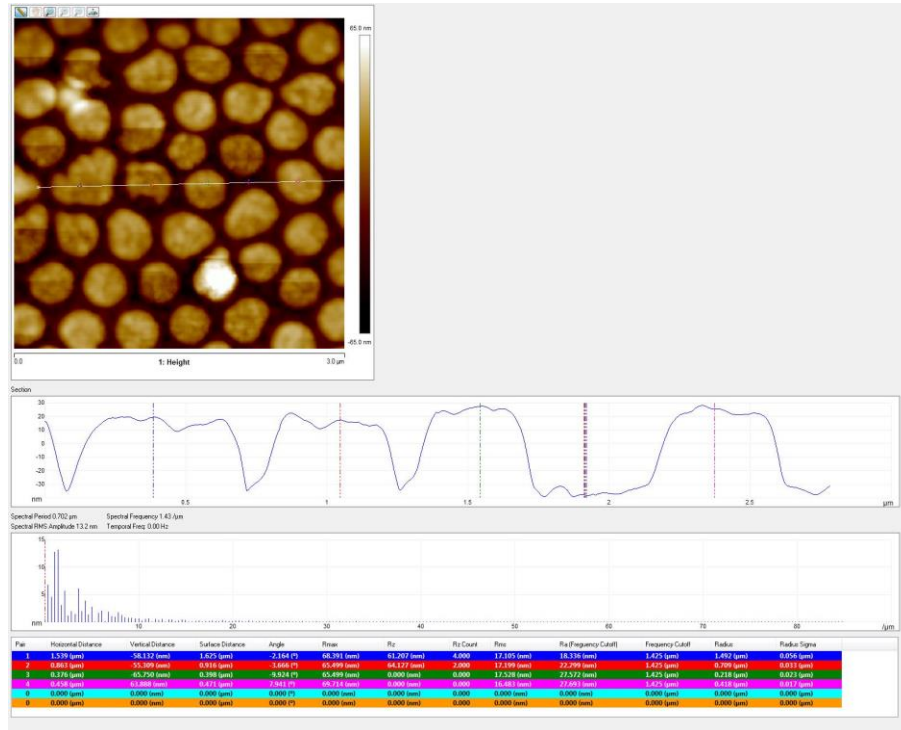 65.0 nm
-65.0 nm
0.0 1: Height 3.0 µm
Section
30
20
10
0
-10
-20
-30
nm
0.5 1 1.5 2 2.5 µm
Spectral Period 0.702 µm Spectral Frequency 1.43 /µm
Spectral RMS Amplitude 13.2 nm Temporal Freq: 0.00 Hz
15
10
5
nm 10 20 30 40 50 60 70 80 /µm
Pair Horizontal Distance Vertical Distance Surface Distance Angle Rmax Rz Rz Count Rms Ra (Freguency Cutoff) Frequency Cutoff Radius Radius Sigma
1 1.539 (µm) -58.132 (nm) 1.625 (µm) -2.164 (º) 68.391 (nm) 61.207 (nm) 4.000 17.105 (nm) 18.336 (nm) 1.425 (µm) 1.492 (µm) 0.056 (µm)
2 0.863 (µm) -55.309 (nm) 0.916 (µm) -3.666 (º) 65.499 (nm) 64.127 (nm) 2.000 17.199 (nm) 22.299 (nm) 1.425 (µm) 0.709 (µm) 0.033 (µm)
3 0.376 (µm) -65.750 (nm) 0.398 (µm) -9.924 (º) 65.499 (nm) 0.000 (nm) 0.000 17.528 (nm) 27.572 (nm) 1.425 (µm) 0.218 (µm) 0.023 (µm)
4 0.458 (µm) 63.888 (nm) 0.471 (µm) 7.941 (º) 69.714 (nm) 0.000 (nm) 0.000 16.483 (nm) 27.693 (nm) 1.425 (µm) 0.418 (µm) 0.017 (µm)
0 0.000 (µm) 0.000 (nm) 0.000 (µm) 0.000 (º) 0.000 (nm) 0.000 (nm) 0.000 0.000 (nm) 0.000 (nm) 0.000 (µm) 0.000 (µm) 0.000 (µm)
0 0.000 (µm) 0.000 (nm) 0.000 (µm) 0.000 (º) 0.000 (nm) 0.000 (nm) 0.000 0.000 (nm) 0.000 (nm) 0.000 (µm) 0.000 (µm) 0.000 (µm)